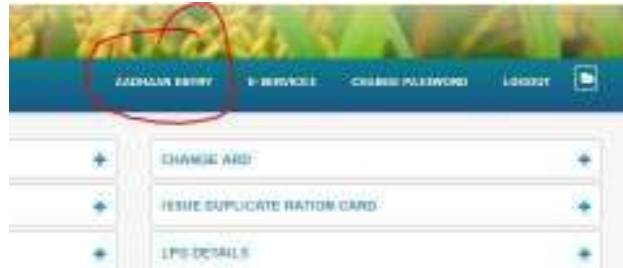 AADHAAR ENTRY E-SERVICES CHANGE PASSWORD LOGOUT
CHANGE ARD
ISSUE DUPLICATE RATION CARD
LPG DETAILS